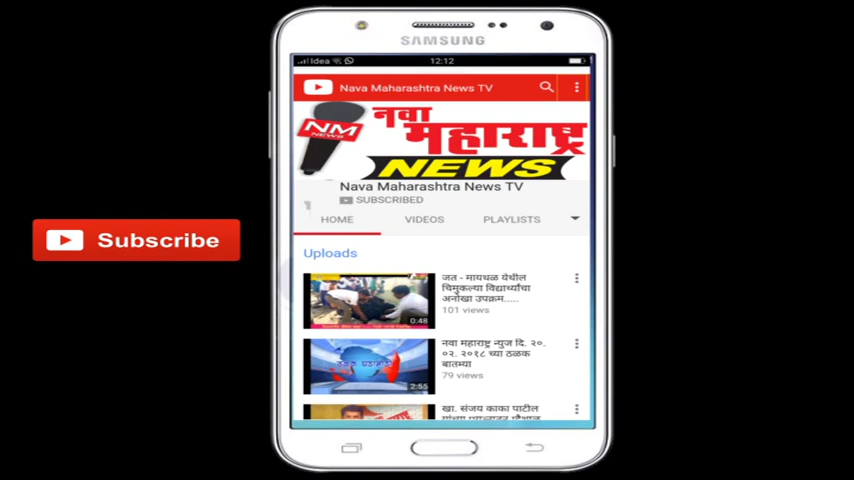 SAMSUNG
Idea
12:12
Nava Maharashtra News TV
नवा
महाराष्ट्र
NM
NEWS
NEWS
Nava Maharashtra News TV
SUBSCRIBED
HOME VIDEOS PLAYLISTS
Subscribe
Uploads
जत - मायथळ येथील
चिमुकल्या विद्यार्थ्यांचा
अनोखा उपक्रम.....
101 views
0:48
नवा महाराष्ट्र न्युज दि. २०.
०२. २०१८ च्या ठळक
बातम्या
79 views
2:55
खा. संजय काका पाटील